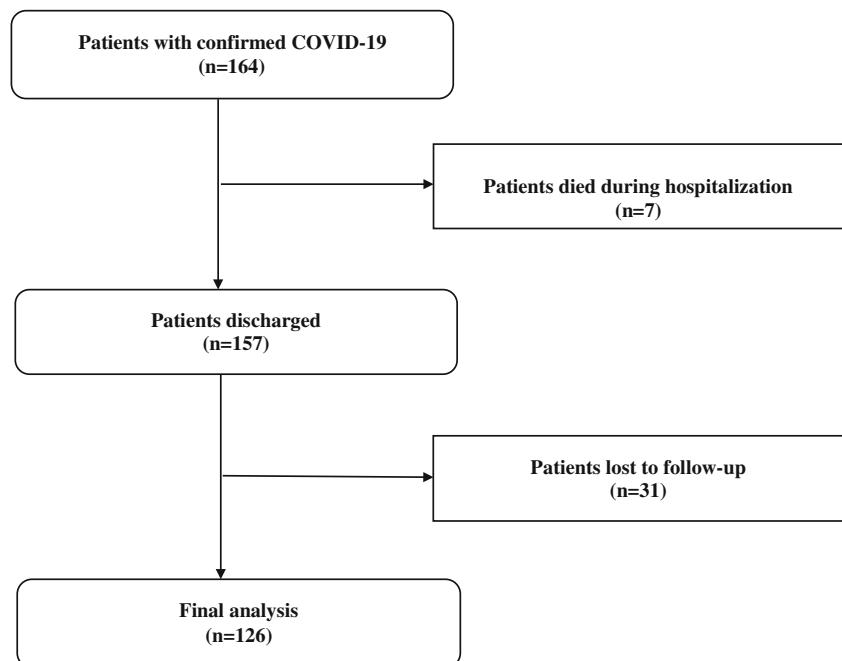 Patients with confirmed COVID-19
(n=164)
Patients died during hospitalization
(n=7)
Patients discharged
(n=157)
Patients lost to follow-up
(n=31)
Final analysis
(n=126)